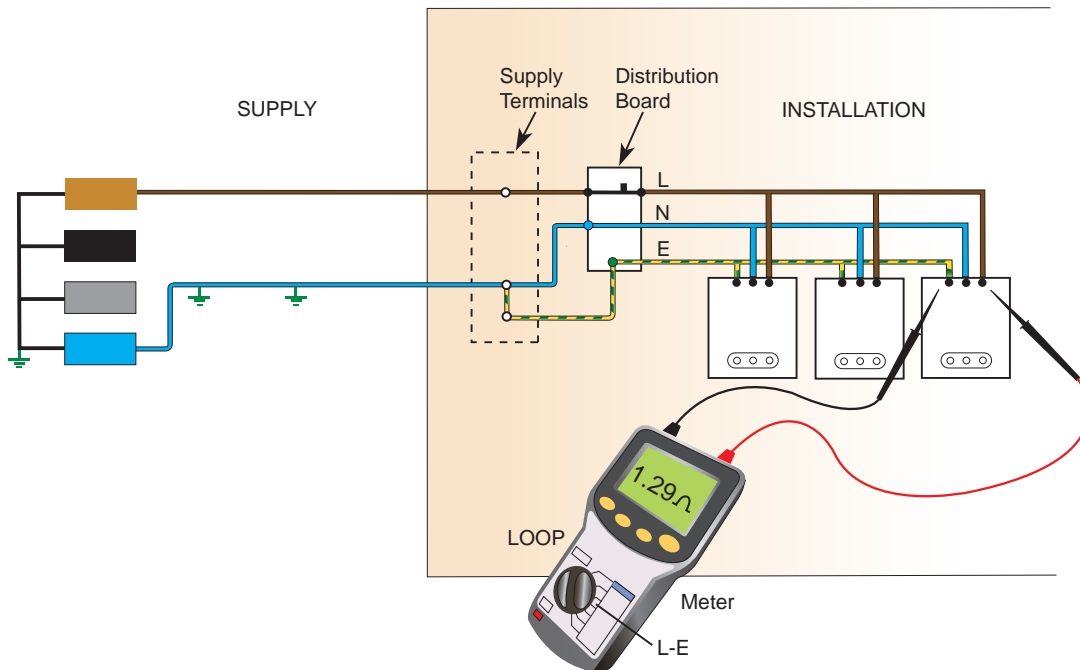 Supply
Terminals
Distribution
Board
SUPPLY
INSTALLATION
L
N
E
1.29Ω
LOOP
Meter
L-E